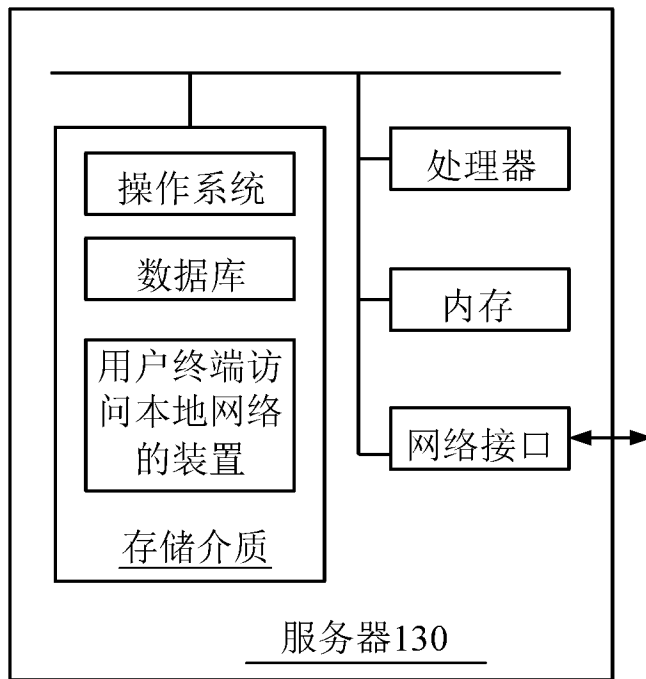 操作系统
数据库
用户终端访
问本地网络
的装置
存储介质
处理器
内存
网络接口
服务器130